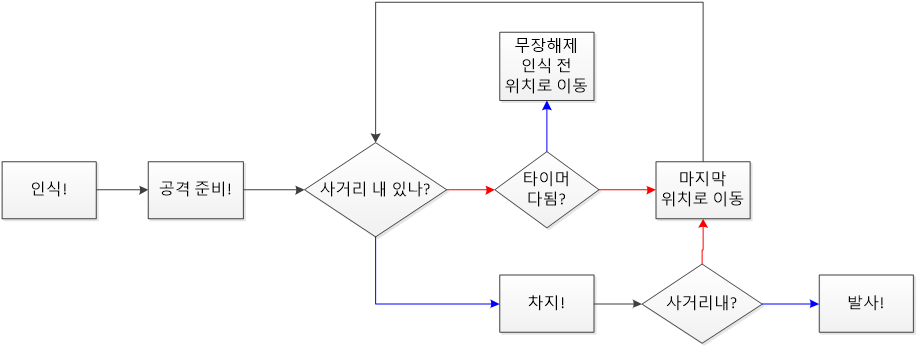 무장해제
인식 전
위치로 이동
인식!
공격 준비!
사거리 내 있나?
타이머
다됨?
마지막
위치로 이동
차지!
사거리내?
발사!